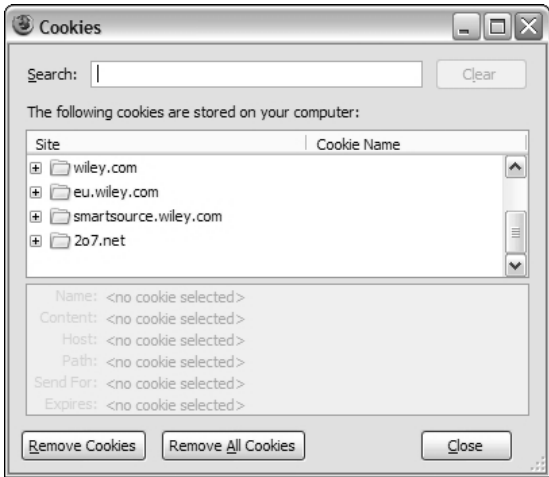 Cookies
Search: Clear
The following cookies are stored on your computer:
Site Cookie Name
wiley.com
eu.wiley.com
smartsource.wiley.com
2o7.net
Name: <no cookie selected>
Content: <no cookie selected>
Host: <no cookie selected>
Path: <no cookie selected>
Send For: <no cookie selected>
Expires: <no cookie selected>
Remove Cookies Remove All Cookies Close